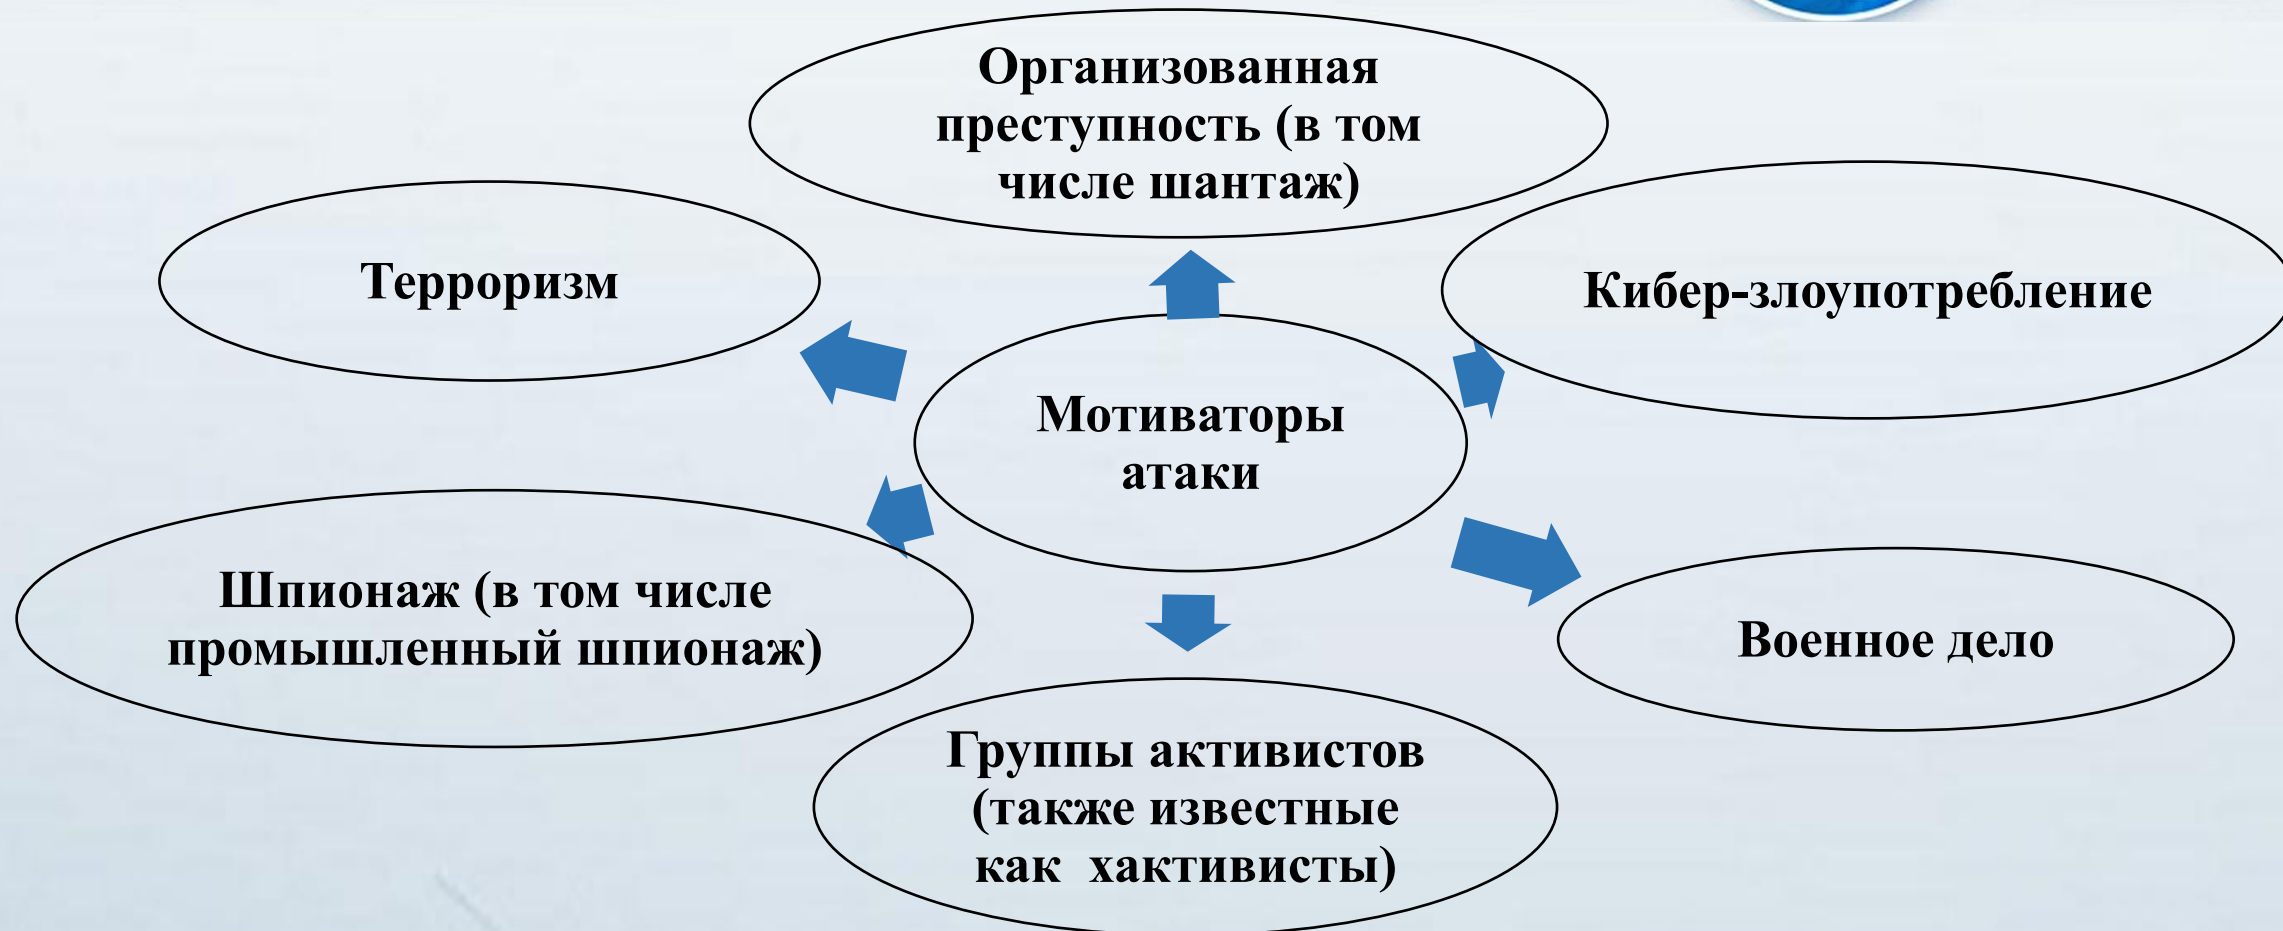 Организованная
преступность (в том
числе шантаж)
Терроризм
Кибер-злоупотребление
Мотиваторы
атаки
Шпионаж (в том числе
промышленный шпионаж)
Военное дело
Группы активистов
(также известные
как  хактивисты)